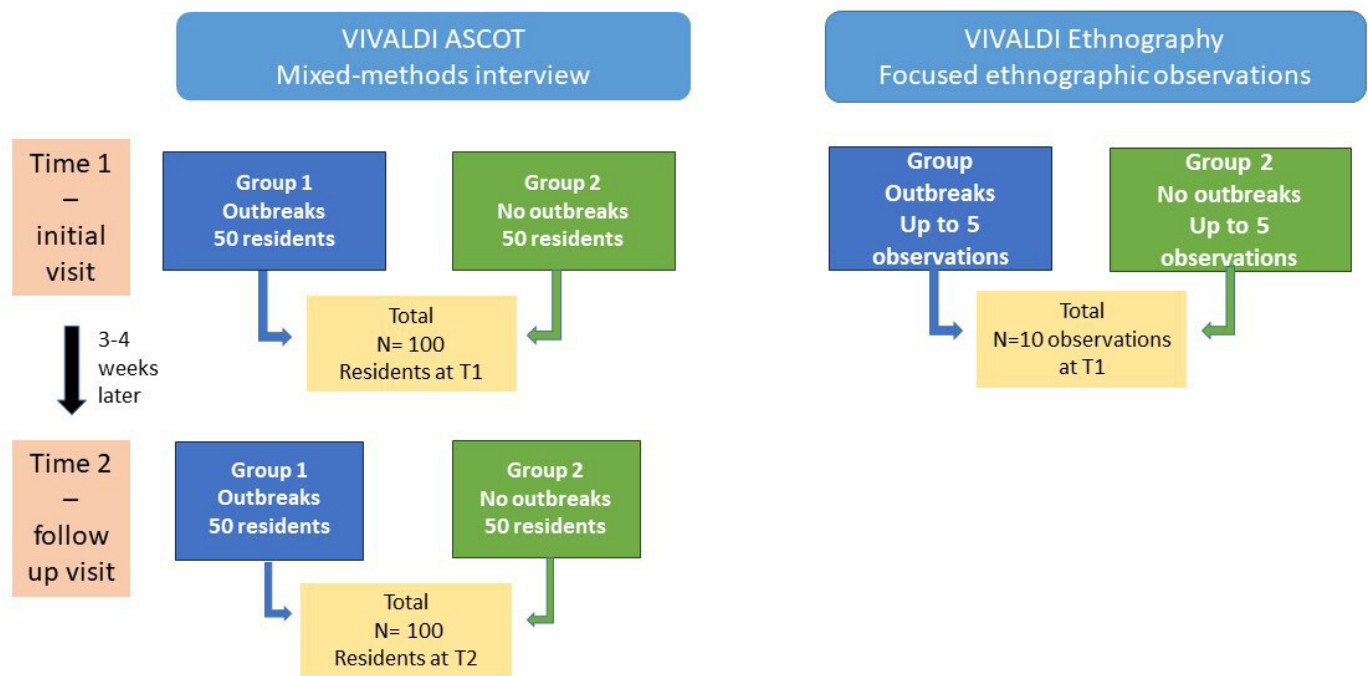 VIVALDI ASCOT
Mixed-methods interview
VIVALDI Ethnography
Focused ethnographic observations
Time 1
–
initial
visit
Group 1
Outbreaks
50 residents
Group 2
No outbreaks
50 residents
Group
Outbreaks
Up to 5
observations
Group 2
No outbreaks
Up to 5
observations
Total
N= 100
Residents at T1
Total
N=10 observations
at T1
3-4
weeks
later
Time 2
–
follow
up visit
Group 1
Outbreaks
50 residents
Group 2
No outbreaks
50 residents
Total
N= 100
Residents at T2